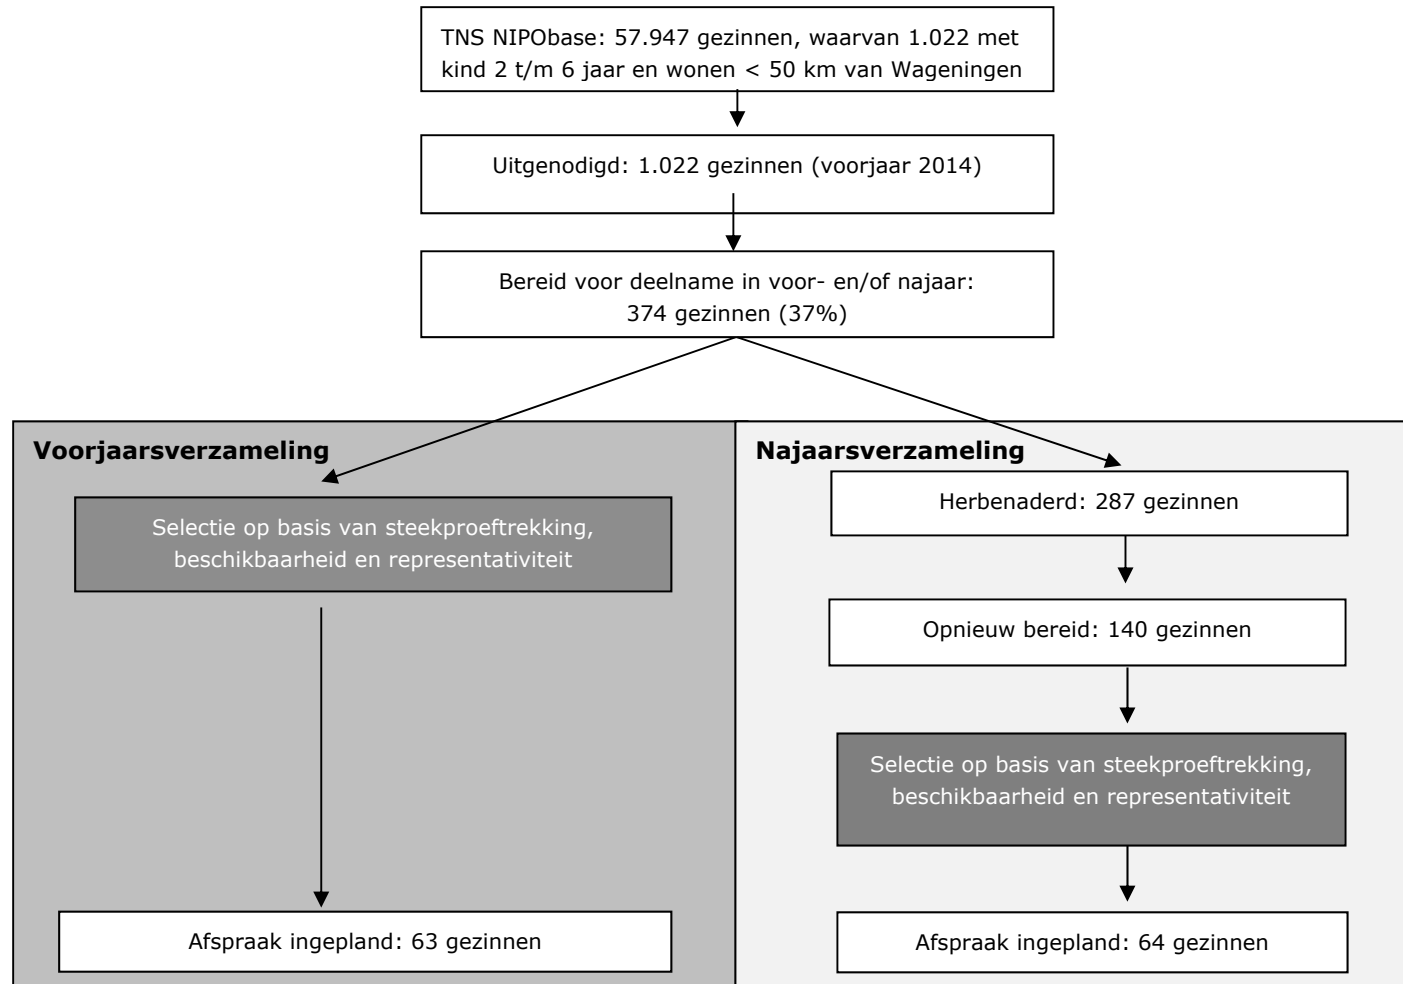 TNS NIPObase: 57.947 gezinnen, waarvan 1.022 met
kind 2 t/m 6 jaar en wonen < 50 km van Wageningen
Uitgenodigd: 1.022 gezinnen (voorjaar 2014)
Bereid voor deelname in voor- en/of najaar:
374 gezinnen (37%)
Voorjaarsverzameling
Selectie op basis van steekproeftrekking,
beschikbaarheid en representativiteit
Afspraak ingepland: 63 gezinnen
Najaarsverzameling
Herbenaderd: 287 gezinnen
Opnieuw bereid: 140 gezinnen
Selectie op basis van steekproeftrekking,
beschikbaarheid en representativiteit
Afspraak ingepland: 64 gezinnen